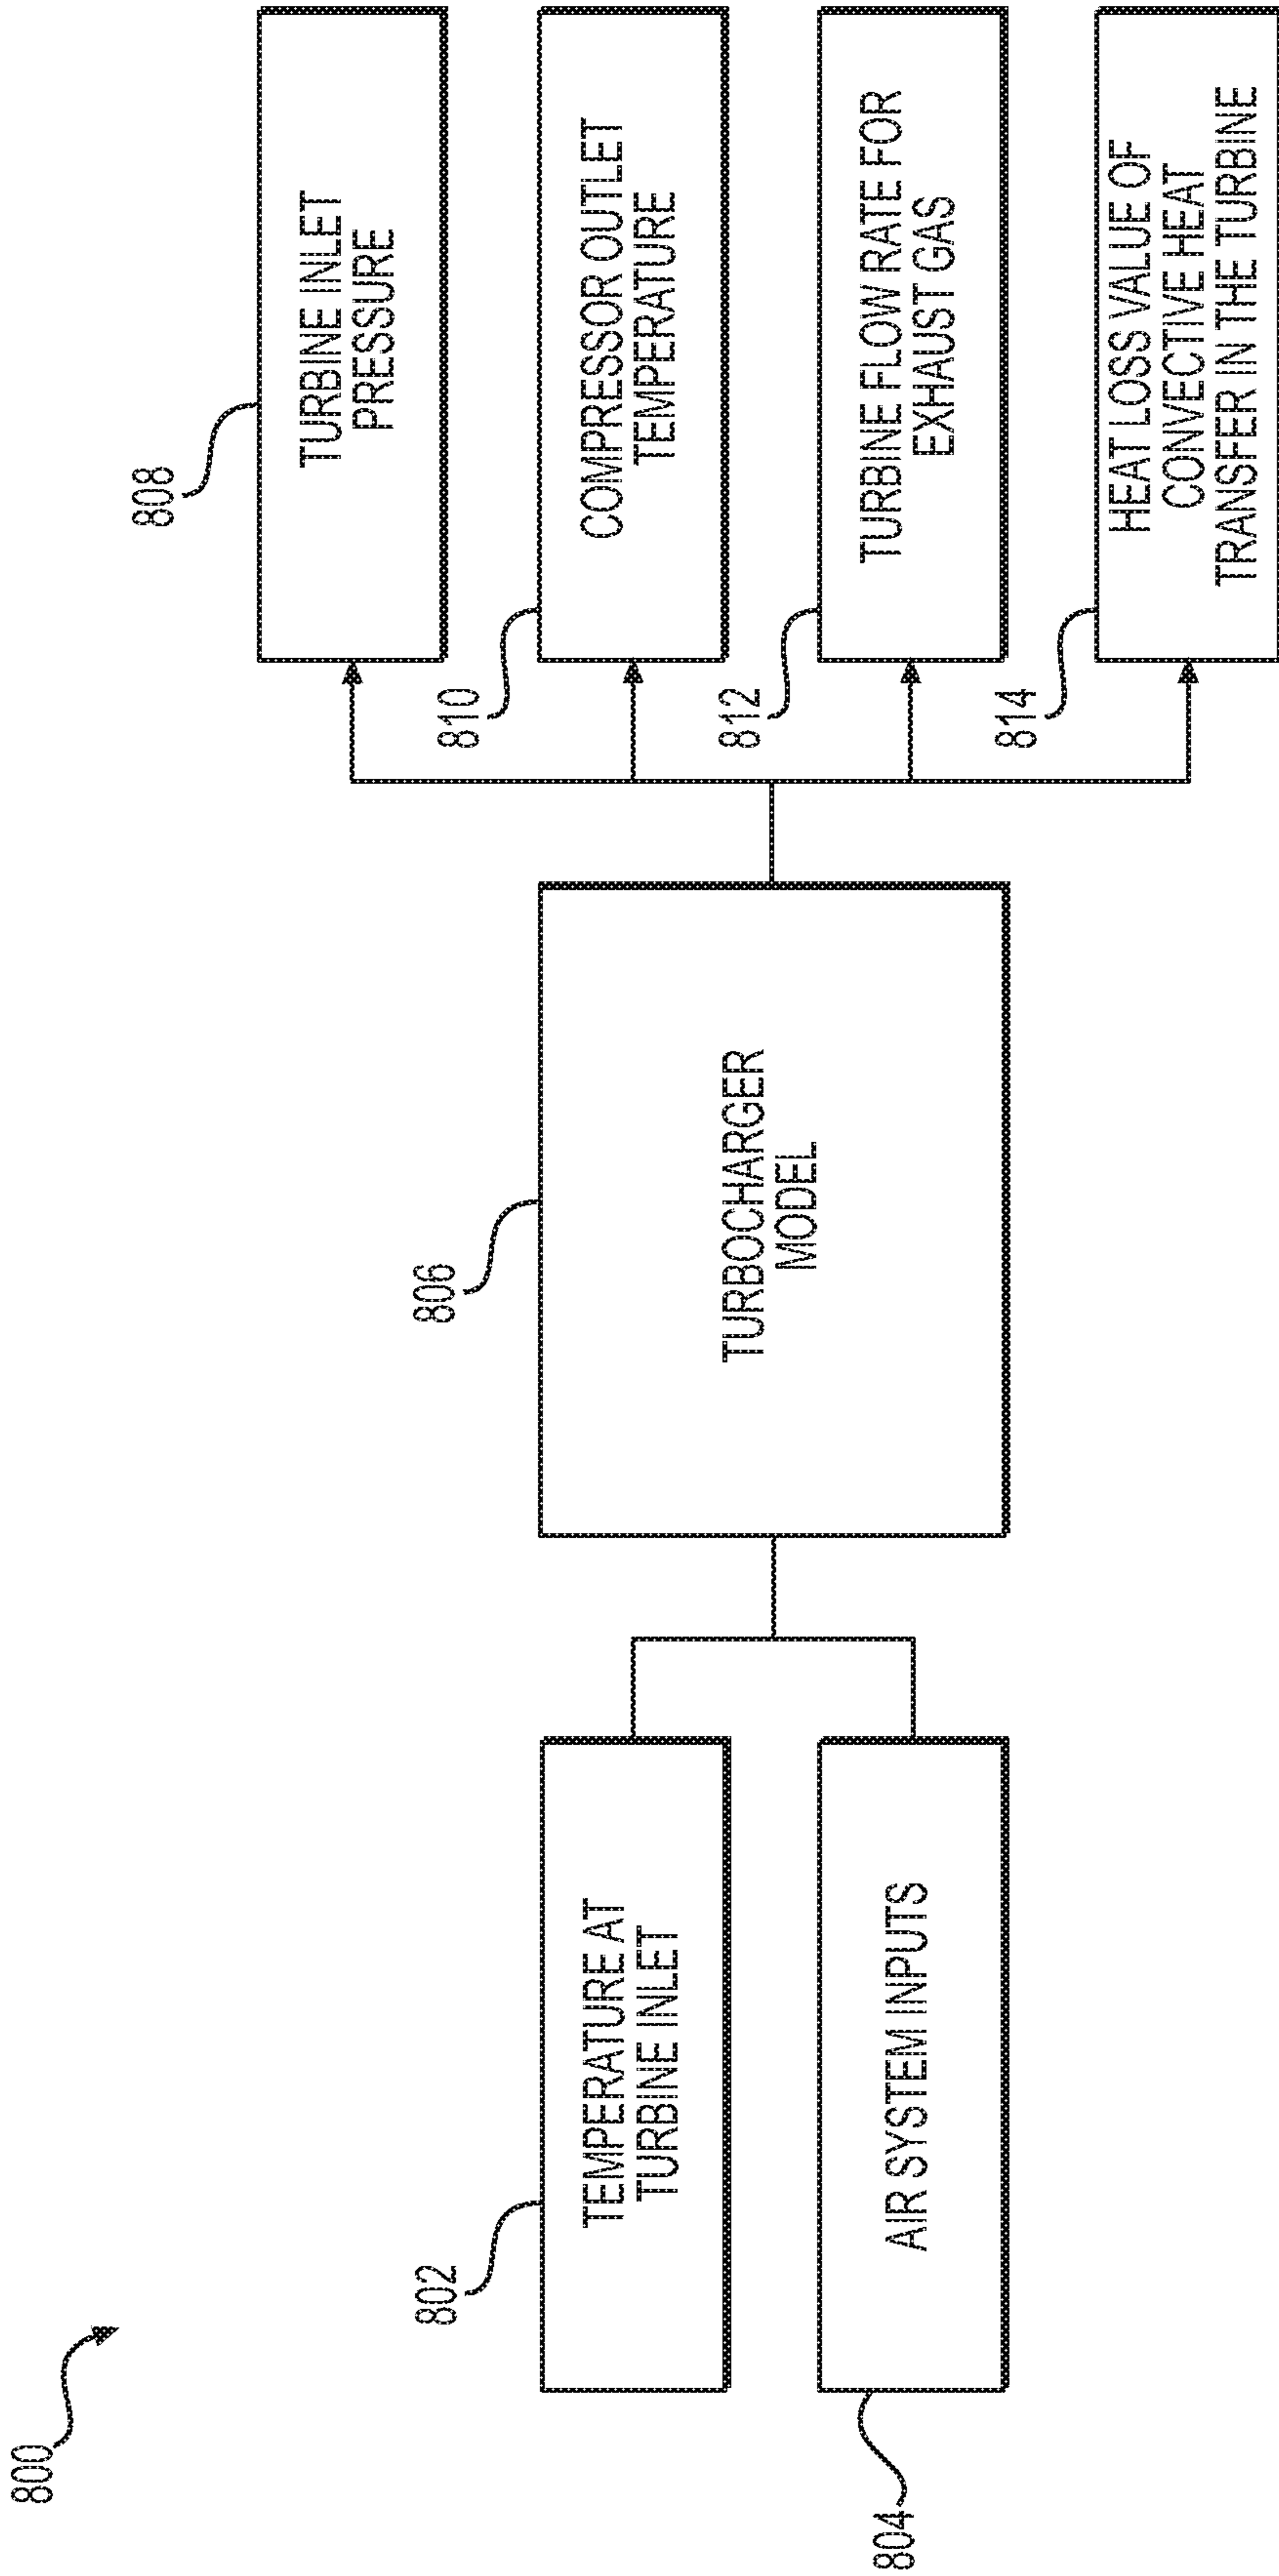 800
802
TEMPERATURE AT
TURBINE INLET
804
AIR SYSTEM INPUTS
806
TURBOCHARGER
MODEL
808
TURBINE INLET
PRESSURE
810
COMPRESSOR OUTLET
TEMPERATURE
812
TURBINE FLOW RATE FOR
EXHAUST GAS
814
HEAT LOSS VALUE OF
CONVECTIVE HEAT
TRANSFER IN THE TURBINE